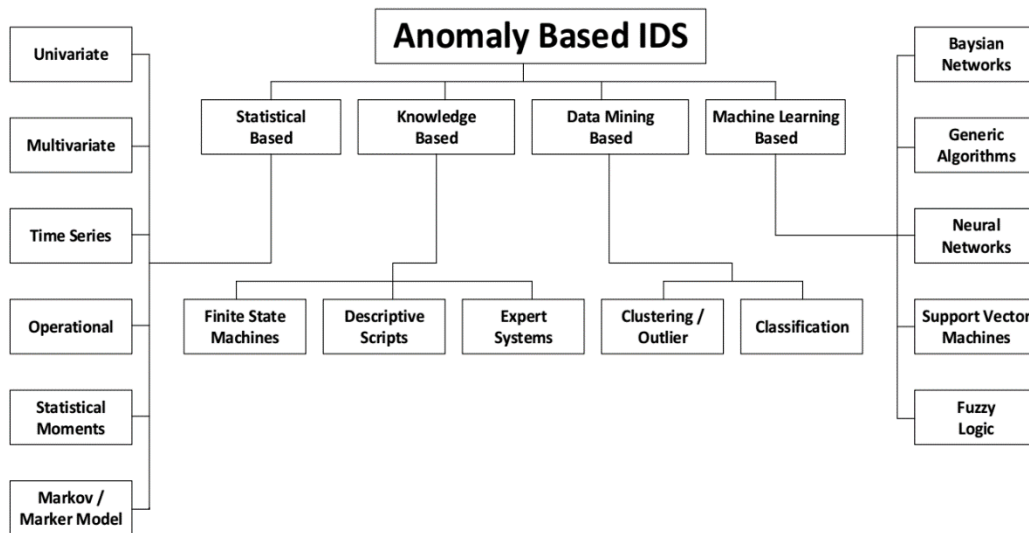 Anomaly Based IDS
Statistical
Based
Knowledge
Based
Data Mining
Based
Machine Learning
Based
Univariate
Multivariate
Time Series
Operational
Statistical
Moments
Markov /
Marker Model
Finite State
Machines
Descriptive
Scripts
Expert
Systems
Clustering /
Outlier
Classification
Baysian
Networks
Generic
Algorithms
Neural
Networks
Support Vector
Machines
Fuzzy
Logic